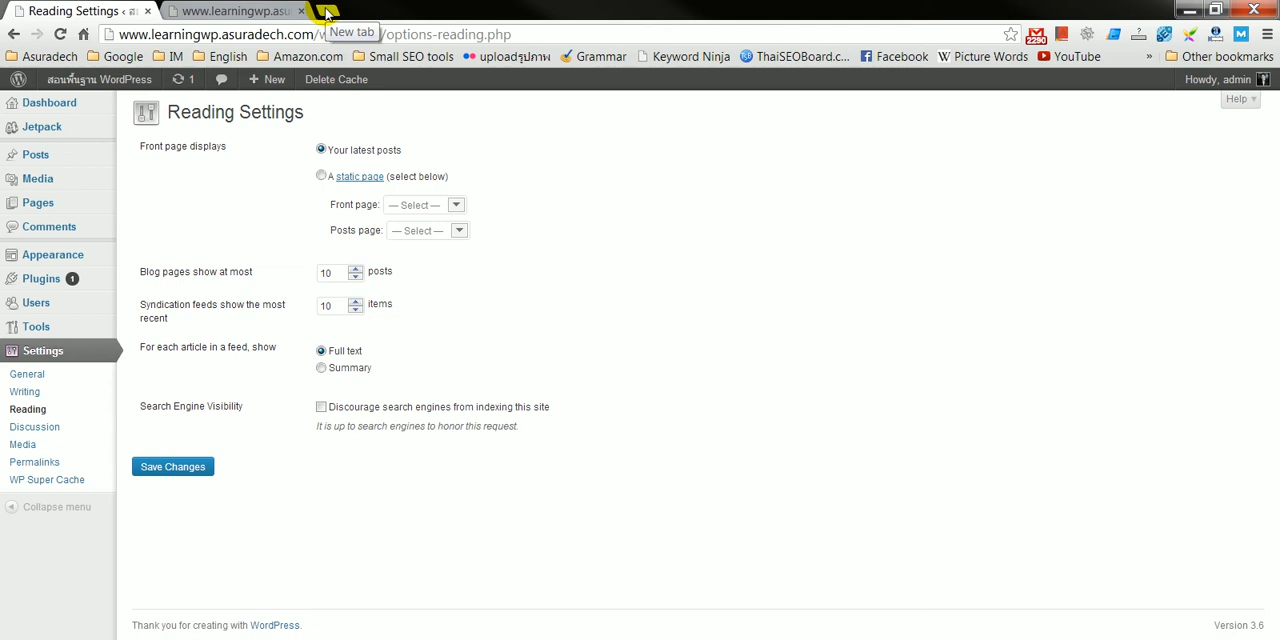 Reading Settings ‹ ส
www.learningwp.asu
New tab
www.learningwp.asuradech.com/w /options-reading.php
2290
Asuradech Google IM English Amazon.com Small SEO tools uploadรูปภาพ Grammar Keyword Ninja ThaiSEOBoard.c... Facebook Picture Words YouTube » Other bookmarks
สอนพื้นฐาน WordPress 1 + New Delete Cache Howdy, admin
Help
Dashboard
Jetpack
Posts
Media
Pages
Comments
Appearance
Plugins 1
Users
Tools
Settings
General
Writing
Reading
Discussion
Media
Permalinks
WP Super Cache
Collapse menu
Reading Settings
Front page displays
Your latest posts
A static page (select below)
Front page: — Select —
Posts page: — Select —
Blog pages show at most 10 posts
Syndication feeds show the most recent 10 items
For each article in a feed, show
Full text
Summary
Search Engine Visibility
Discourage search engines from indexing this site
It is up to search engines to honor this request.
Save Changes
Thank you for creating with WordPress.
Version 3.6